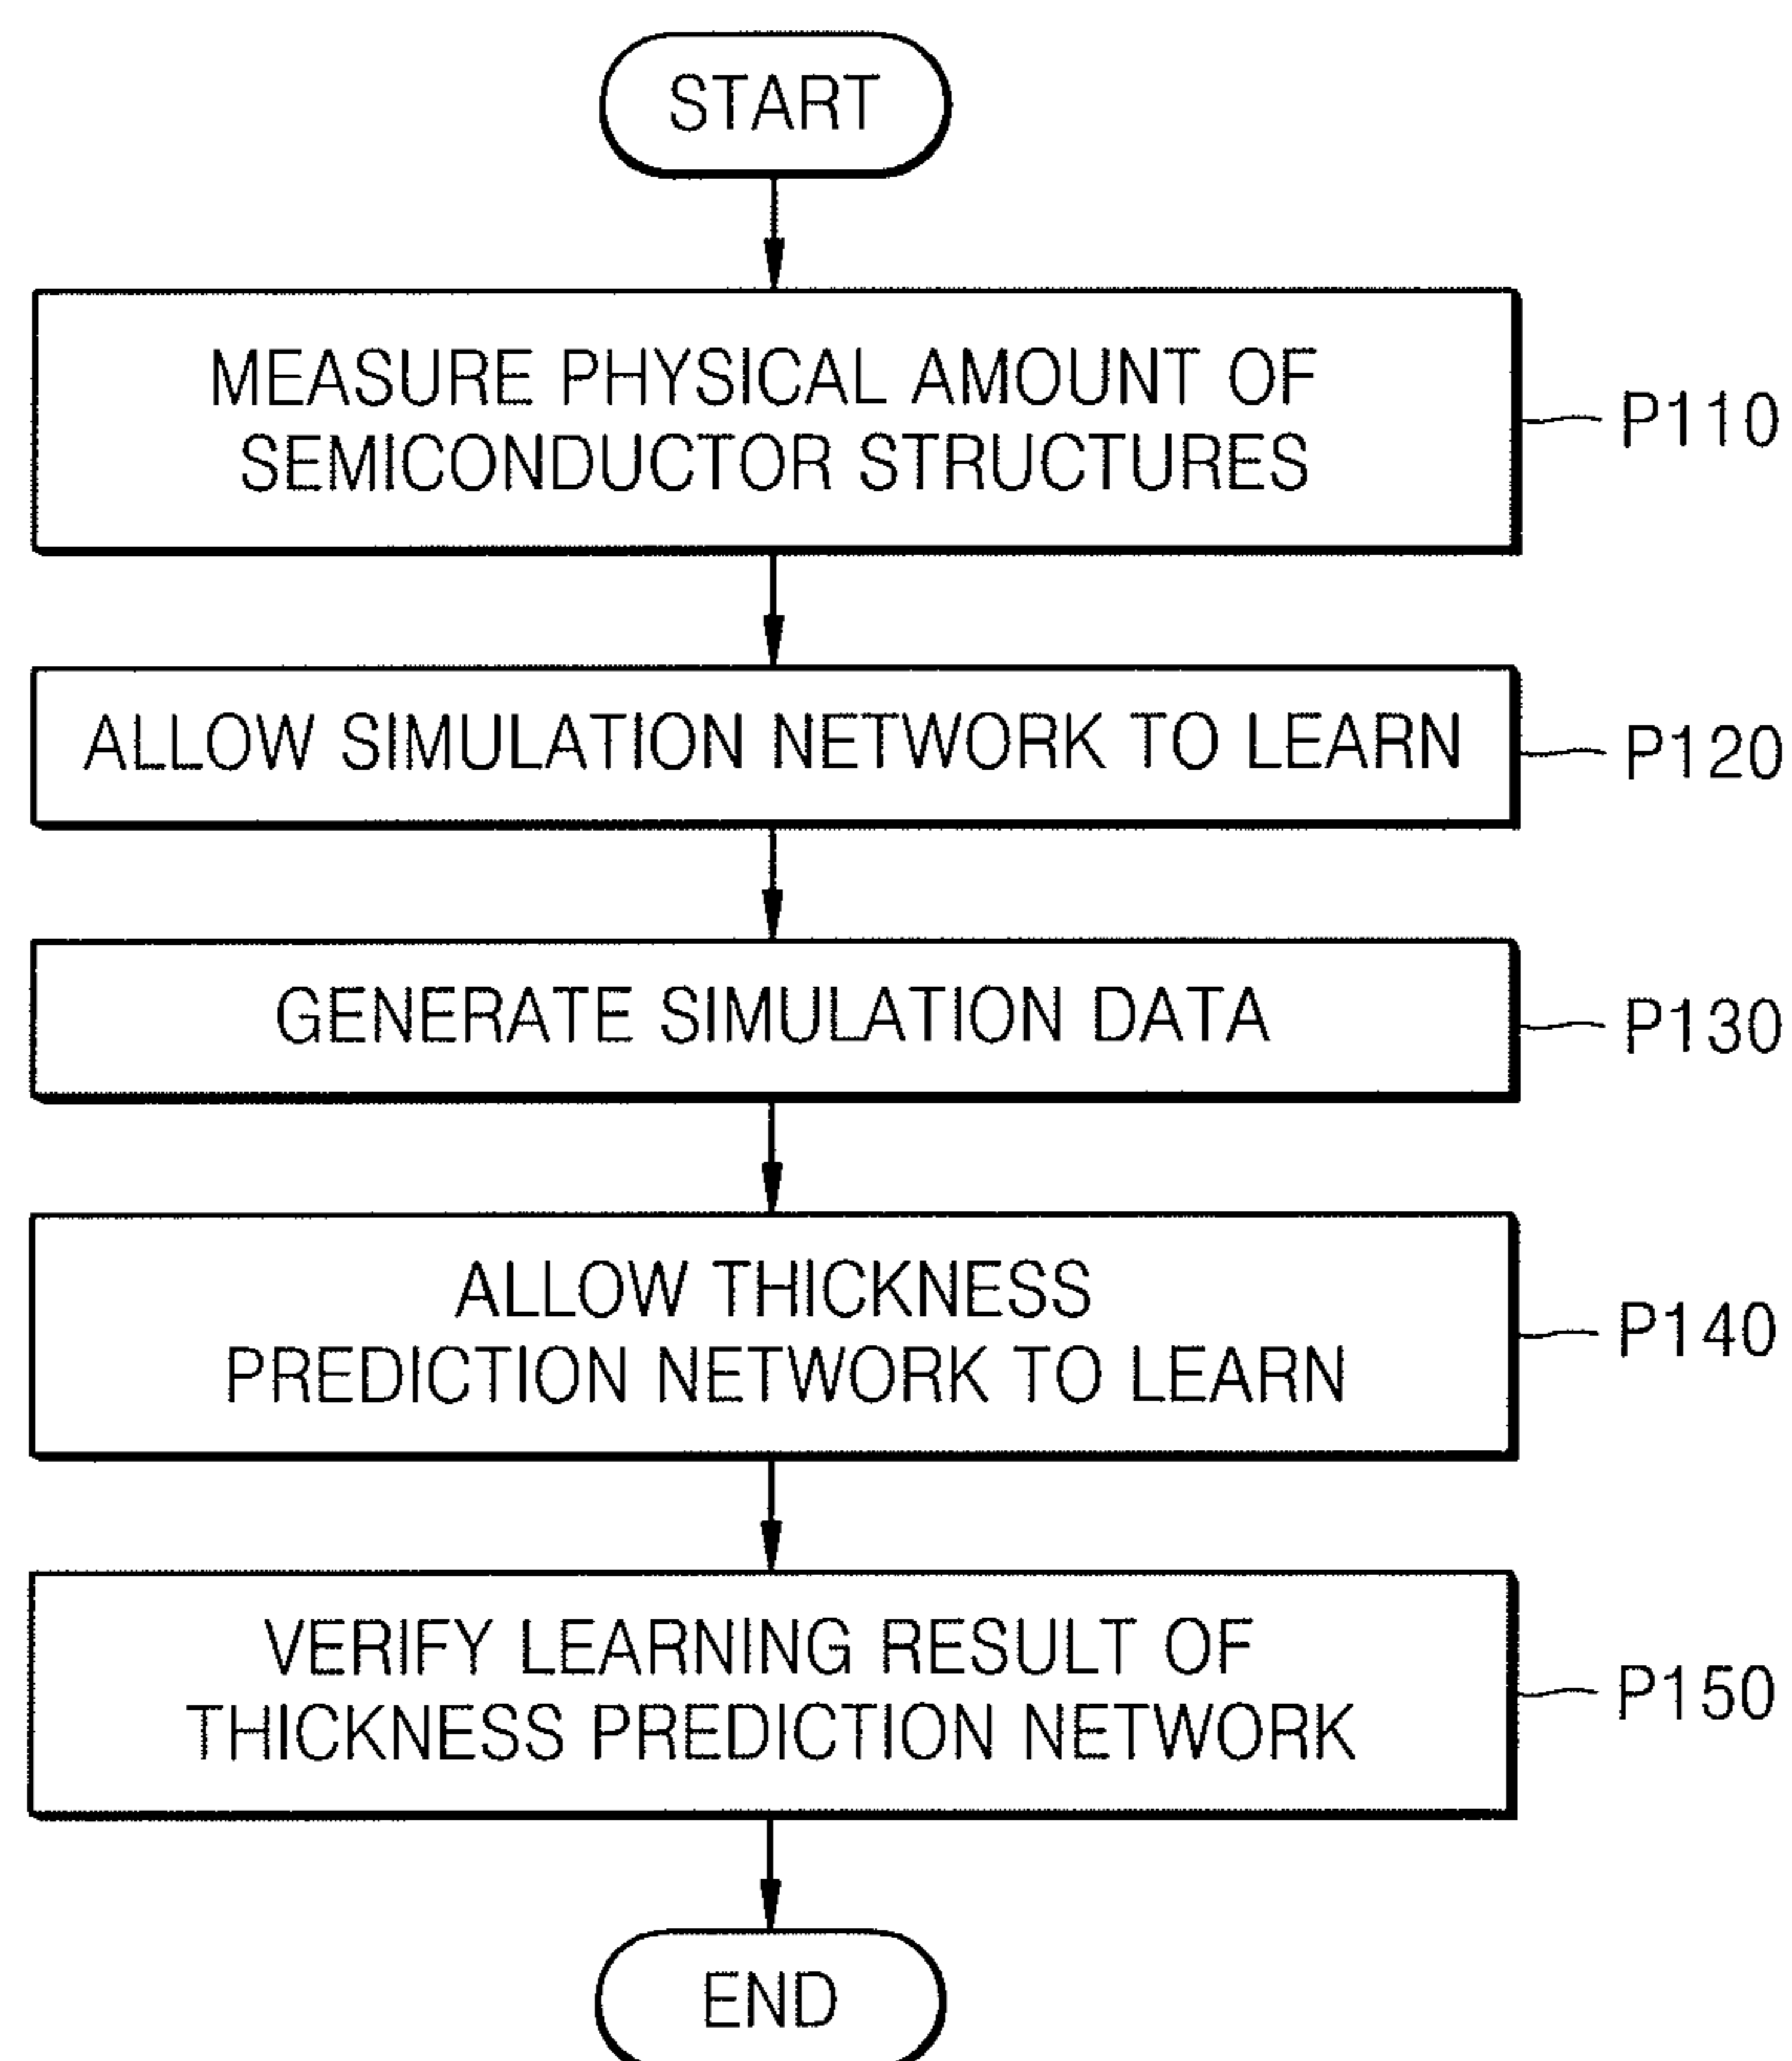 START
MEASURE PHYSICAL AMOUNT OF
SEMICONDUCTOR STRUCTURES
P110
ALLOW SIMULATION NETWORK TO LEARN
P120
GENERATE SIMULATION DATA
P130
ALLOW THICKNESS
PREDICTION NETWORK TO LEARN
P140
VERIFY LEARNING RESULT OF
THICKNESS PREDICTION NETWORK
P150
END